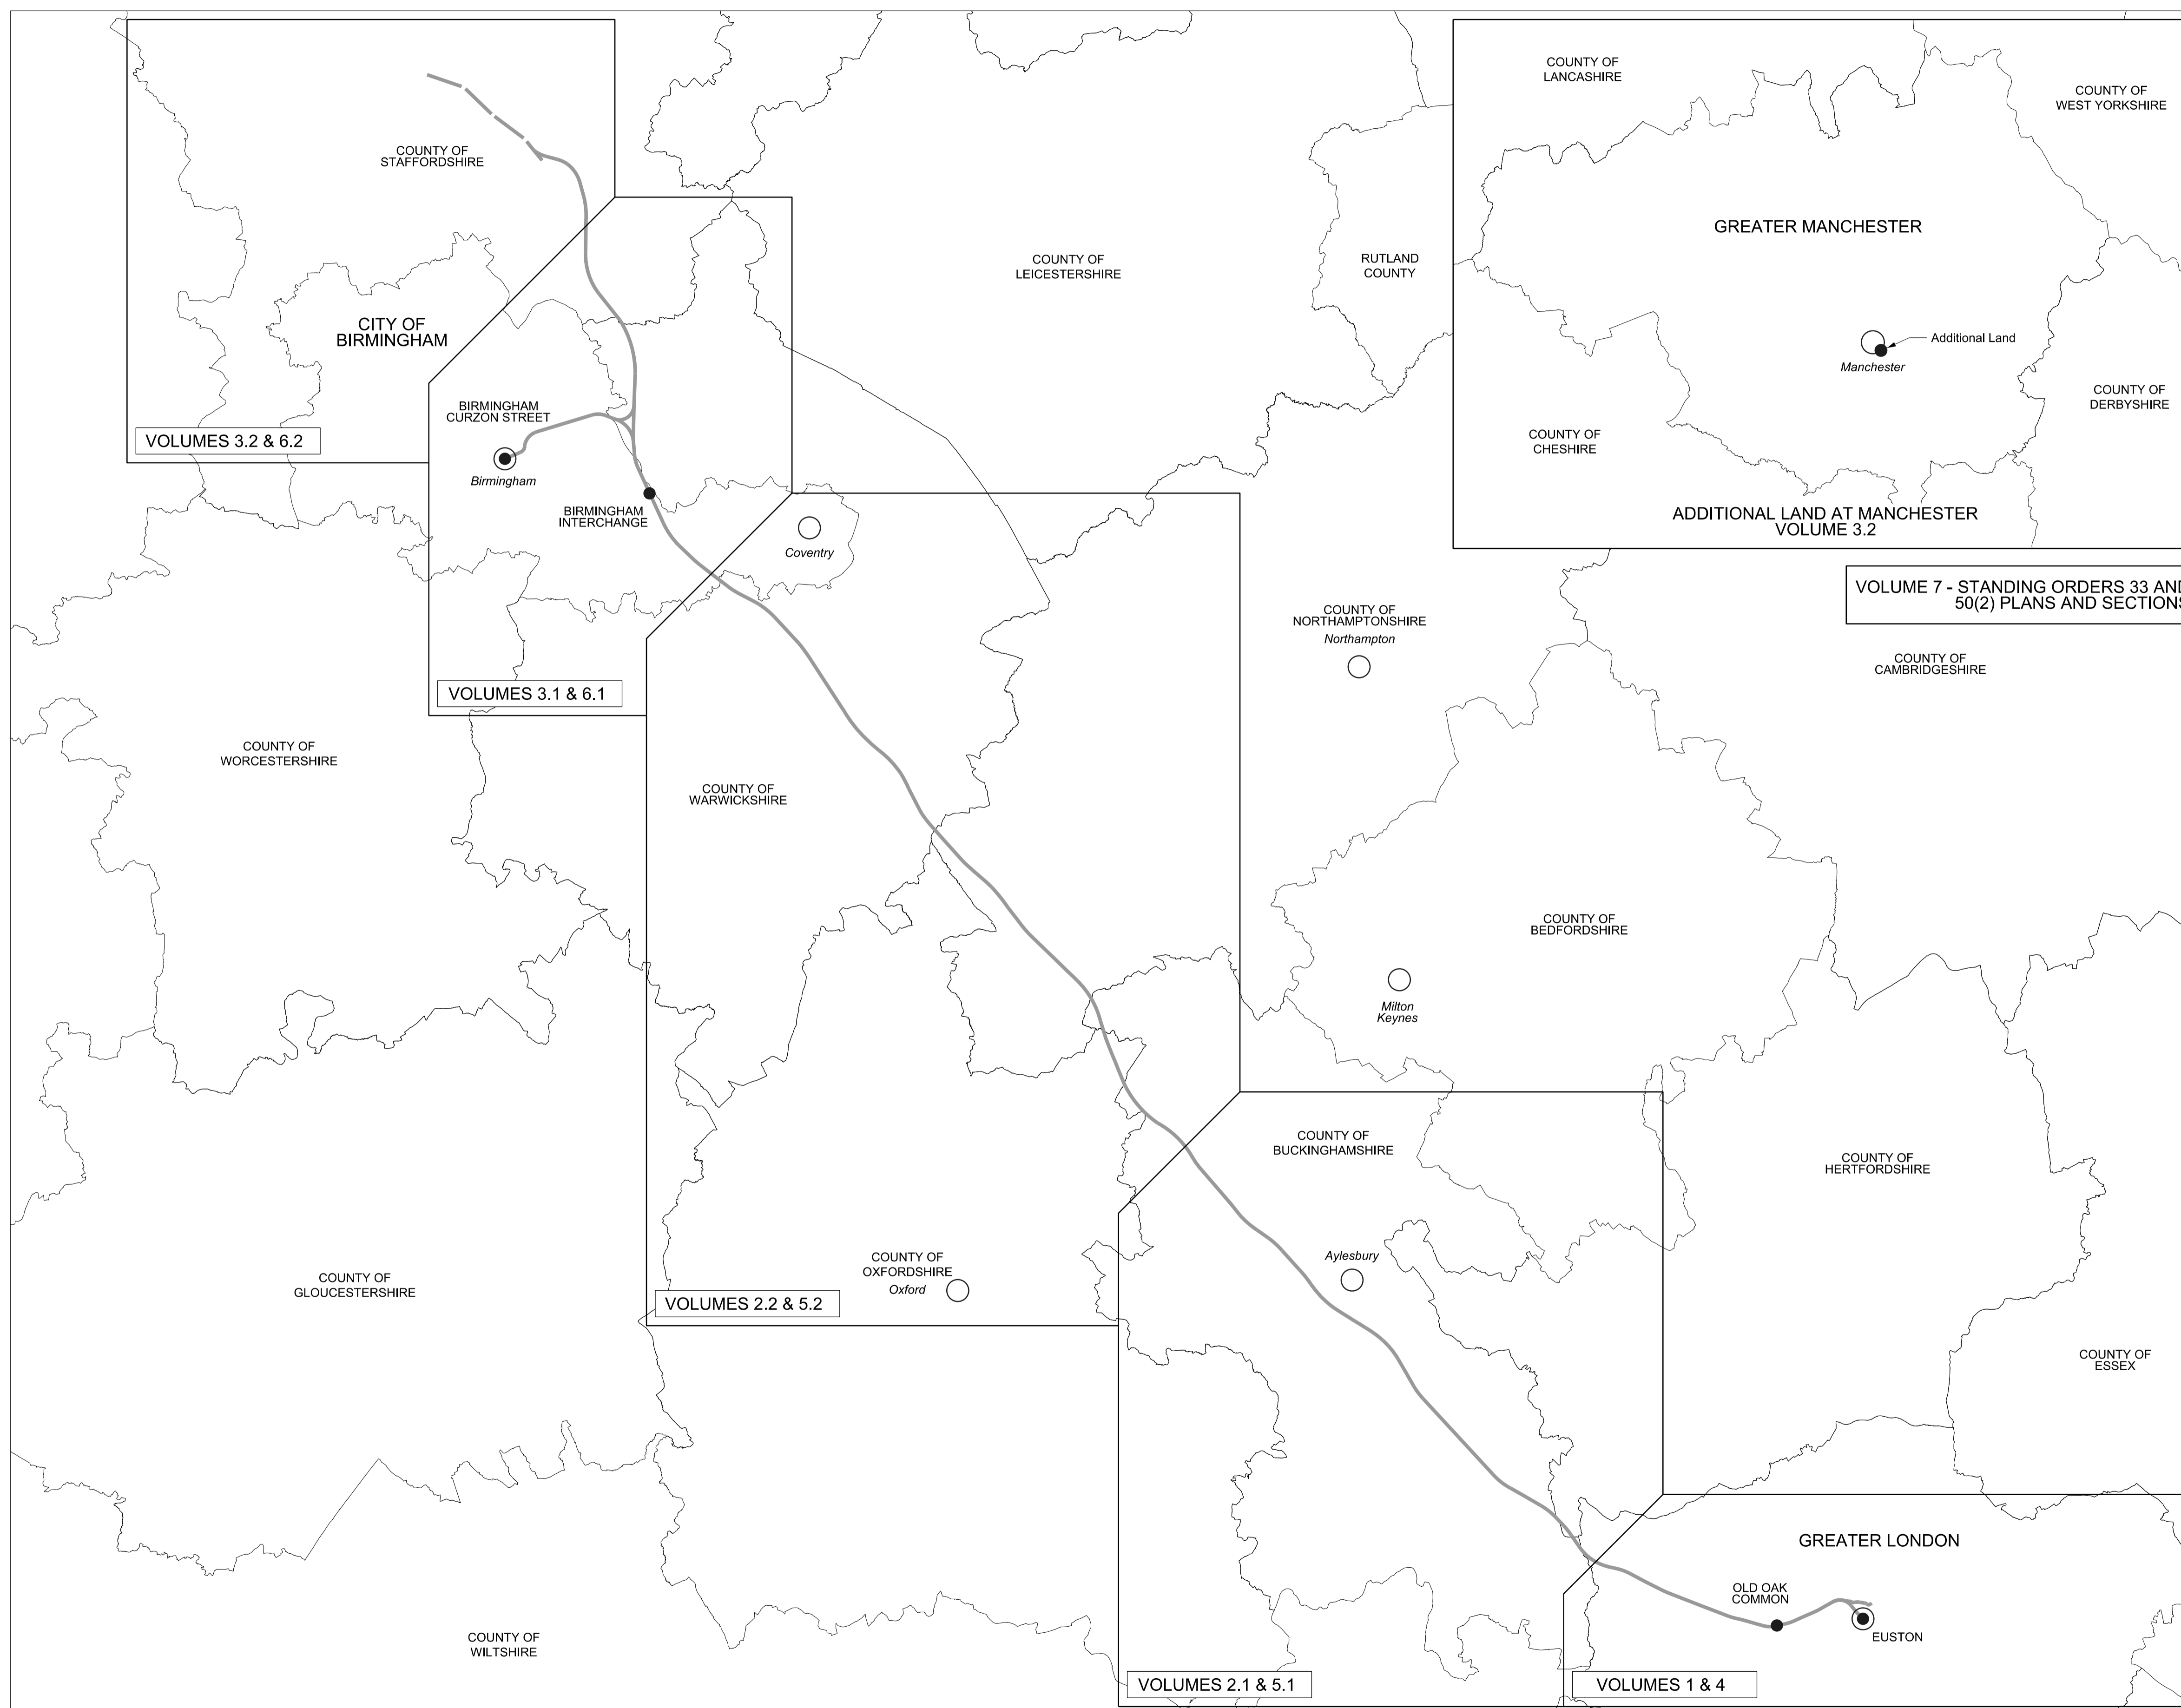 COUNTY OF
LANCASHIRE
COUNTY OF
WEST YORKSHIRE
COUNTY OF
STAFFORDSHIRE
GREATER MANCHESTER
COUNTY OF
LEICESTERSHIRE
RUTLAND
COUNTY
CITY OF
BIRMINGHAM
Additional Land
Manchester
COUNTY OF
DERBYSHIRE
BIRMINGHAM
CURZON STREET
VOLUMES 3.2 & 6.2
COUNTY OF
CHESHIRE
Birmingham
BIRMINGHAM
INTERCHANGE
ADDITIONAL LAND AT MANCHESTER
VOLUME 3.2
Coventry
VOLUME 7 - STANDING ORDERS 33 AN
50(2) PLANS AND SECTIONS
COUNTY OF
NORTHAMPTONSHIRE
Northampton
COUNTY OF
CAMBRIDGESHIRE
VOLUMES 3.1 & 6.1
COUNTY OF
WORCESTERSHIRE
COUNTY OF
WARWICKSHIRE
COUNTY OF
BEDFORDSHIRE
Milton
Keynes
COUNTY OF
BUCKINGHAMSHIRE
COUNTY OF
HERTFORDSHIRE
COUNTY OF
GLOUCESTERSHIRE
COUNTY OF
OXFORDSHIRE
Oxford
Aylesbury
VOLUMES 2.2 & 5.2
COUNTY OF
ESSEX
GREATER LONDON
OLD OAK
COMMON
EUSTON
COUNTY OF
WILTSHIRE
VOLUMES 2.1 & 5.1
VOLUMES 1 & 4